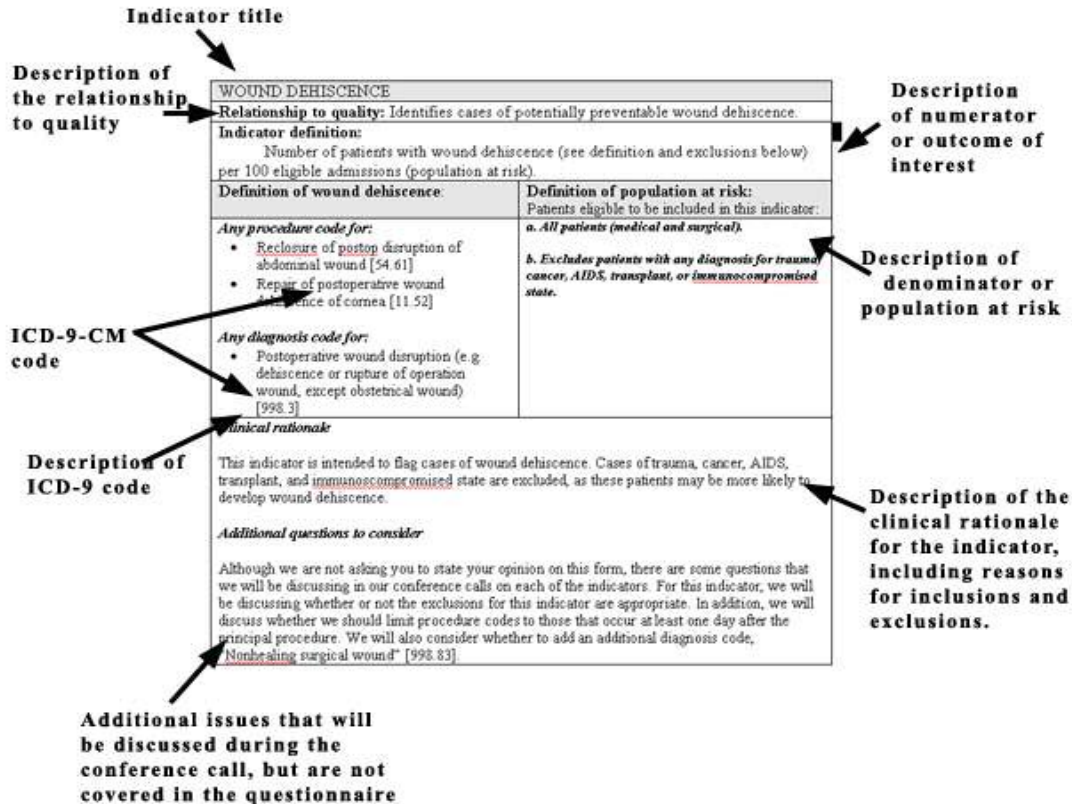 Indicator title
Description of
the relationship
to quality
WOUND DEHISCENCE
Relationship to quality: Identifies cases of potentially preventable wound dehiscence.
Indicator definition:
Number of patients with wound dehiscence (see definition and exclusions below)
per 100 eligible admissions (population at risk).
Description
of numerator
or outcome of
interest
Definition of wound dehiscence:
Any procedure code for:
• Reclosure of postop disruption of
abdominal wound [54.61]
• Repair of postoperative wound
dehiscence of cornea [11.52]
Any diagnosis code for:
• Postoperative wound disruption (e.g.
dehiscence or rupture of operation
wound, except obstetrical wound)
[998.3]
Definition of population at risk:
Patients eligible to be included in this indicator:
a. All patients (medical and surgical).
b. Excludes patients with any diagnosis for trauma,
cancer, AIDS, transplant, or immunocompromised
state.
Description of
denominator or
population at risk
ICD-9-CM
code
Description of
ICD-9 code
Clinical rationale
This indicator is intended to flag cases of wound dehiscence. Cases of trauma, cancer, AIDS,
transplant, and immunoscompromised state are excluded, as these patients may be more likely to
develop wound dehiscence.
Additional questions to consider
Although we are not asking you to state your opinion on this form, there are some questions that
we will be discussing in our conference calls on each of the indicators. For this indicator, we will
be discussing whether or not the exclusions for this indicator are appropriate. In addition, we will
discuss whether we should limit procedure codes to those that occur at least one day after the
principal procedure. We will also consider whether to add an additional diagnosis code,
"Nonhealing surgical wound" [998.83].
Description of the
clinical rationale
for the indicator,
including reasons
for inclusions and
exclusions.
Additional issues that will
be discussed during the
conference call, but are not
covered in the questionnaire